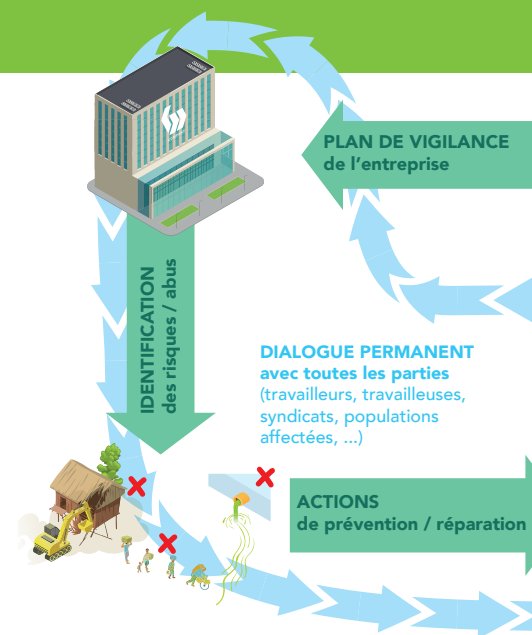 PLAN DE VIGILANCE
de l'entreprise
IDENTIFICATION
des risques / abus
DIALOGUE PERMANENT
avec toutes les parties
(travailleurs, travailleuses,
syndicats, populations
affectées, ...)
ACTIONS
de prévention / réparation